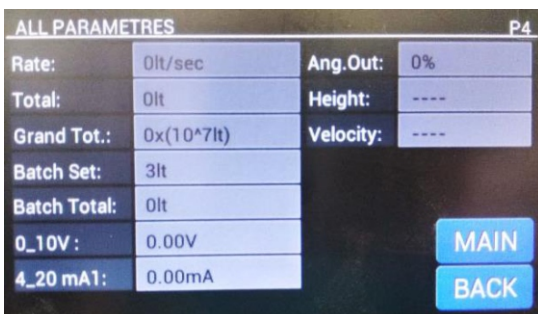 ALL PARAMETRES P4
Rate: 0lt/sec Ang.Out: 0%
Total: 0lt Height: ----
Grand Tot.: 0x(10^7lt) Velocity: ----
Batch Set: 3lt
Batch Total: 0lt
0_10V : 0.00V
4_20 mA1: 0.00mA
MAIN
BACK